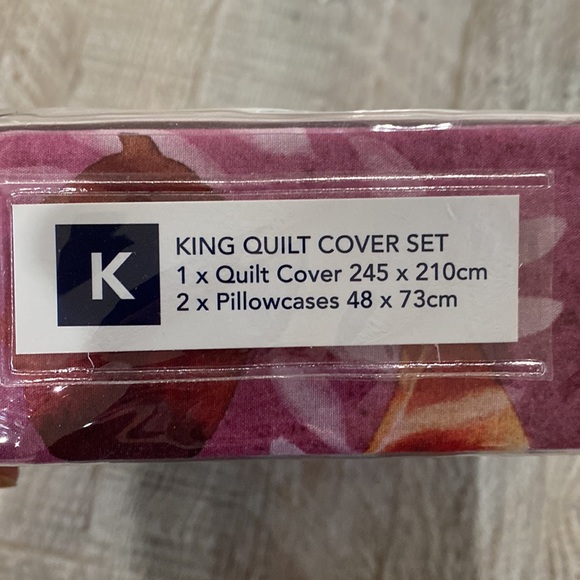 K
KING QUILT COVER SET
1 x Quilt Cover 245 x 210cm
2 x Pillowcases 48 x 73cm